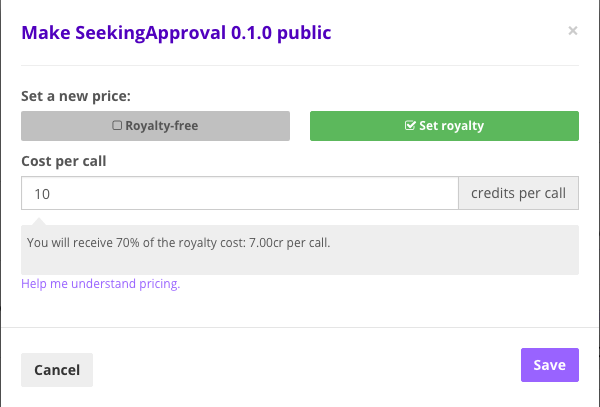 Make SeekingApproval 0.1.0 public
×
Set a new price:
Royalty-free
Set royalty
Cost per call
10
credits per call
You will receive 70% of the royalty cost: 7.00cr per call.
Help me understand pricing.
Cancel
Save